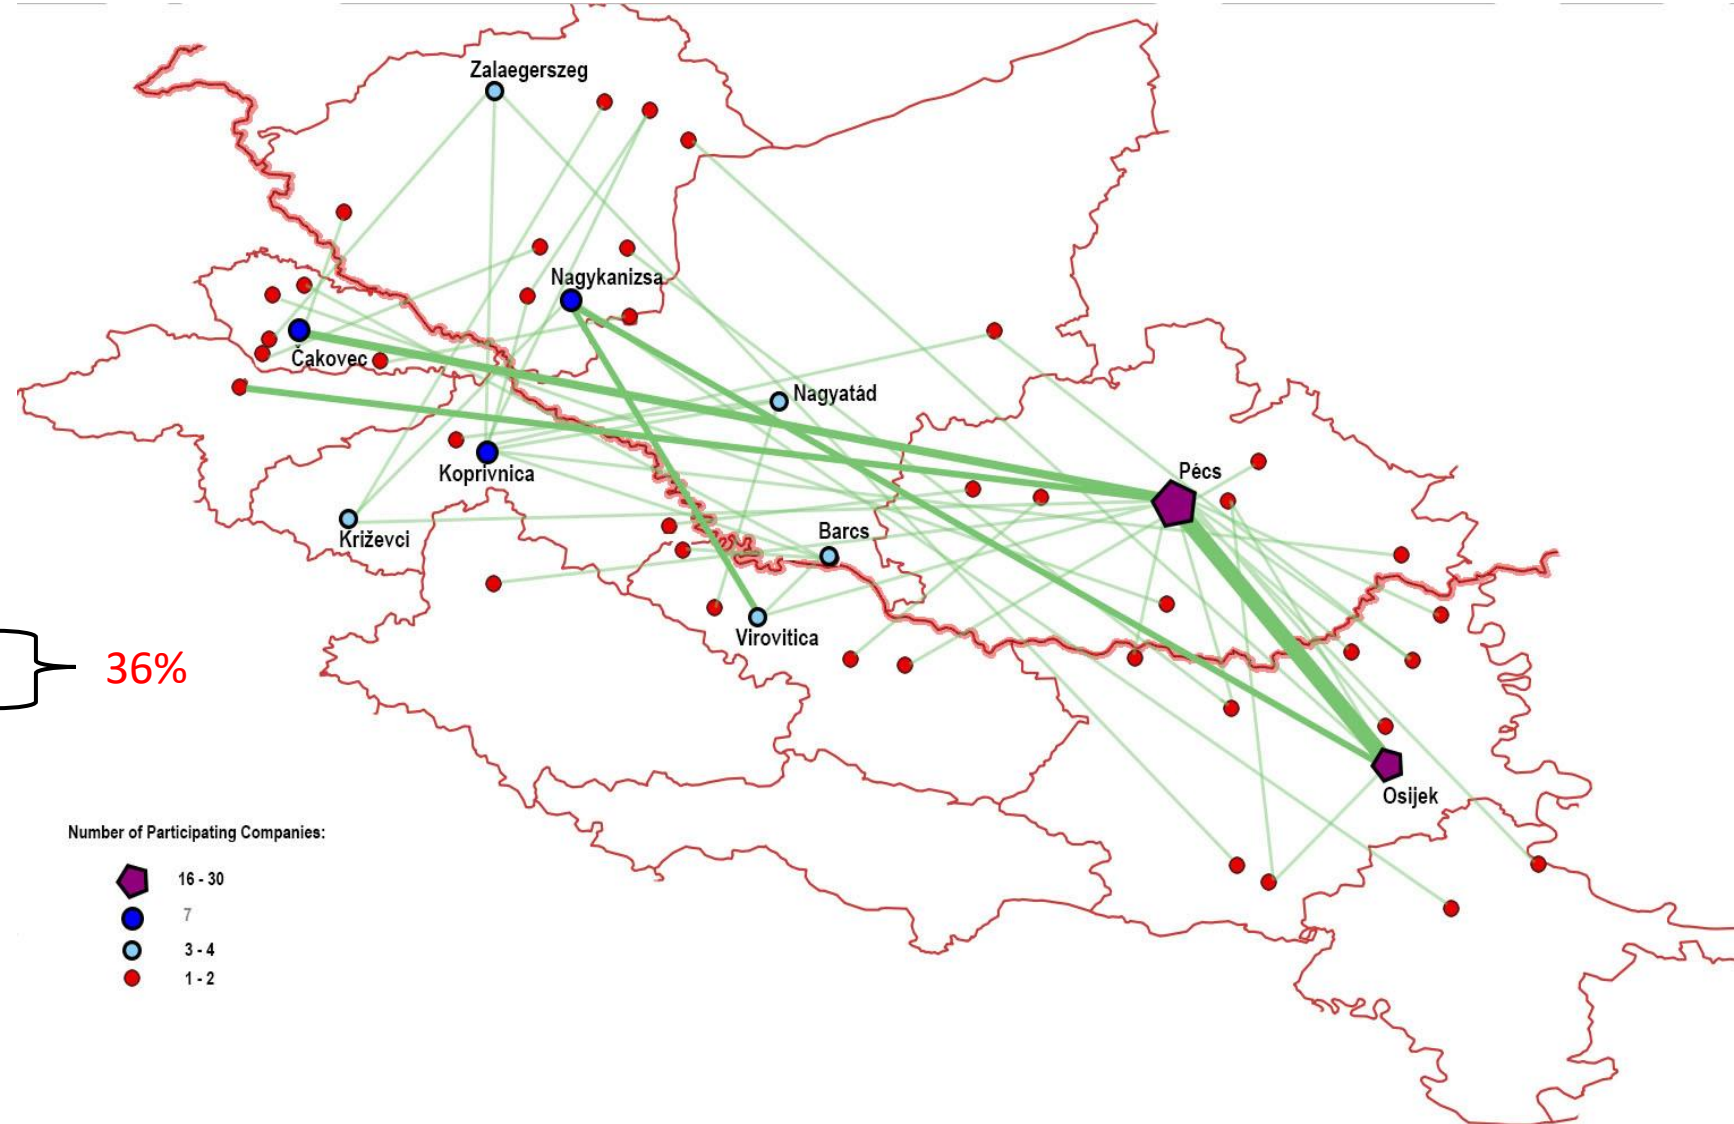 Zalaegerszeg
Nagykanizsa
Čakovec
Nagyatád
Koprivnica
Pécs
Križevci
Barcs
Virovitica
36%
Osijek
Number of Participating Companies:
16 - 30
7
3 - 4
1 - 2